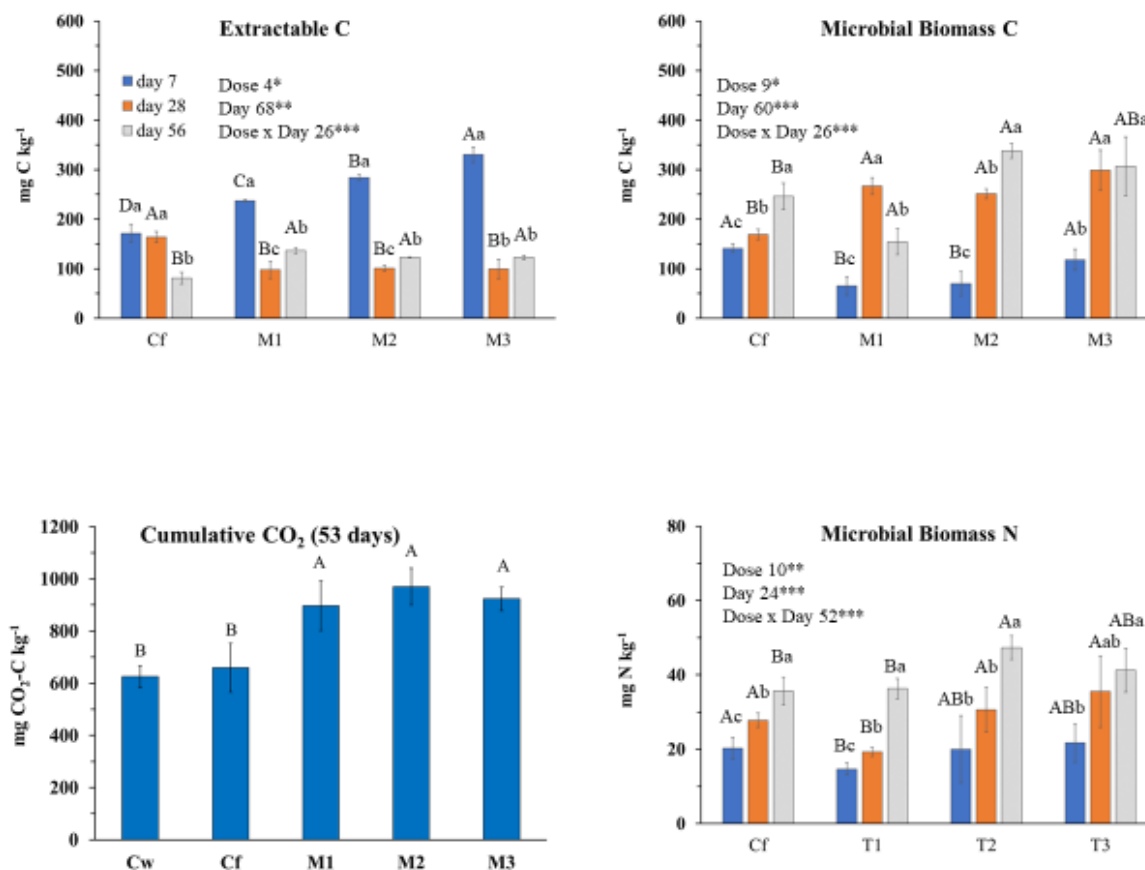 Extractable C
600
500
400
300
200
100
0
mg C kg⁻¹
day 7
day 28
day 56
Dose 4*
Day 68**
Dose x Day 26***
Da
Aa
Bb
Ca
Bc
Ab
Ba
Bc
Ab
Aa
Bb
Ab
Cf M1 M2 M3
Microbial Biomass C
600
500
400
300
200
100
0
mg C kg⁻¹
Dose 9*
Day 60***
Dose x Day 26***
Ac
Bb
Ba
Bc
Aa
Ab
Bc
Ab
Aa
Bb
Aa
ABa
Cf M1 M2 M3
Cumulative CO₂ (53 days)
1200
1000
800
600
400
200
0
mg CO₂-C kg⁻¹
B
B
A
A
A
Cw Cf M1 M2 M3
Microbial Biomass N
80
60
40
20
0
mg N kg⁻¹
Dose 10**
Day 24***
Dose x Day 52***
Ac
Ab
Ba
Bc
Bb
Ba
ABb
Ab
Aa
ABb
Aab
ABa
Cf T1 T2 T3